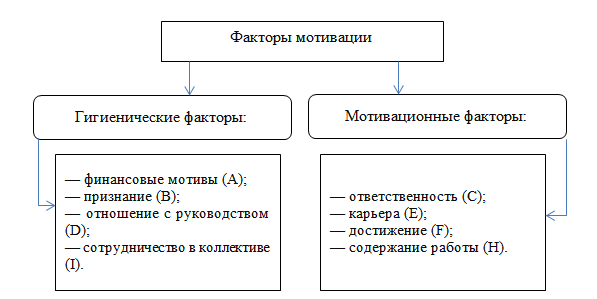 Факторы мотивации
Гигиенические факторы:
Мотивационные факторы:
— финансовые мотивы (А);
— признание (В);
— отношение с руководством
(D);
— сотрудничество в коллективе
(I).
— ответственность (С);
— карьера (Е);
— достижение (F);
— содержание работы (Н).